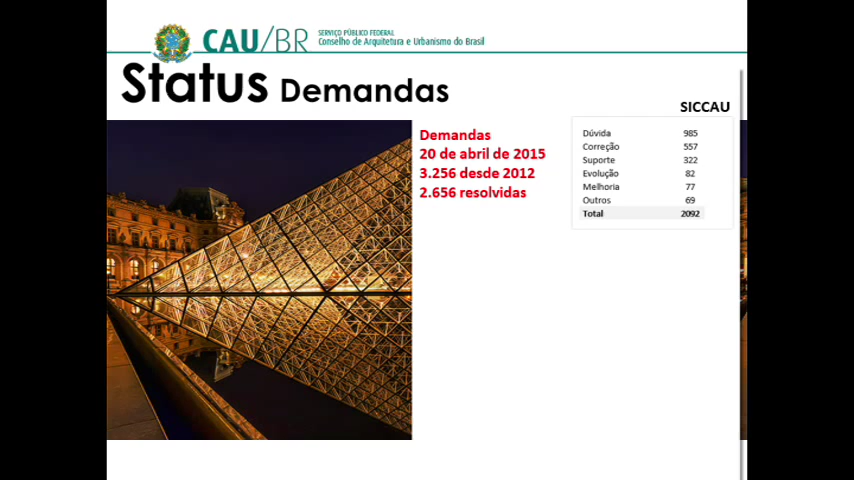 CAU/BR
SERVIÇO PÚBLICO FEDERAL
Conselho de Arquitetura e Urbanismo do Brasil
Status Demandas
Demandas
20 de abril de 2015
3.256 desde 2012
2.656 resolvidas
SICCAU
Dúvida 985
Correção 557
Suporte 322
Evolução 82
Melhoria 77
Outros 69
Total 2092